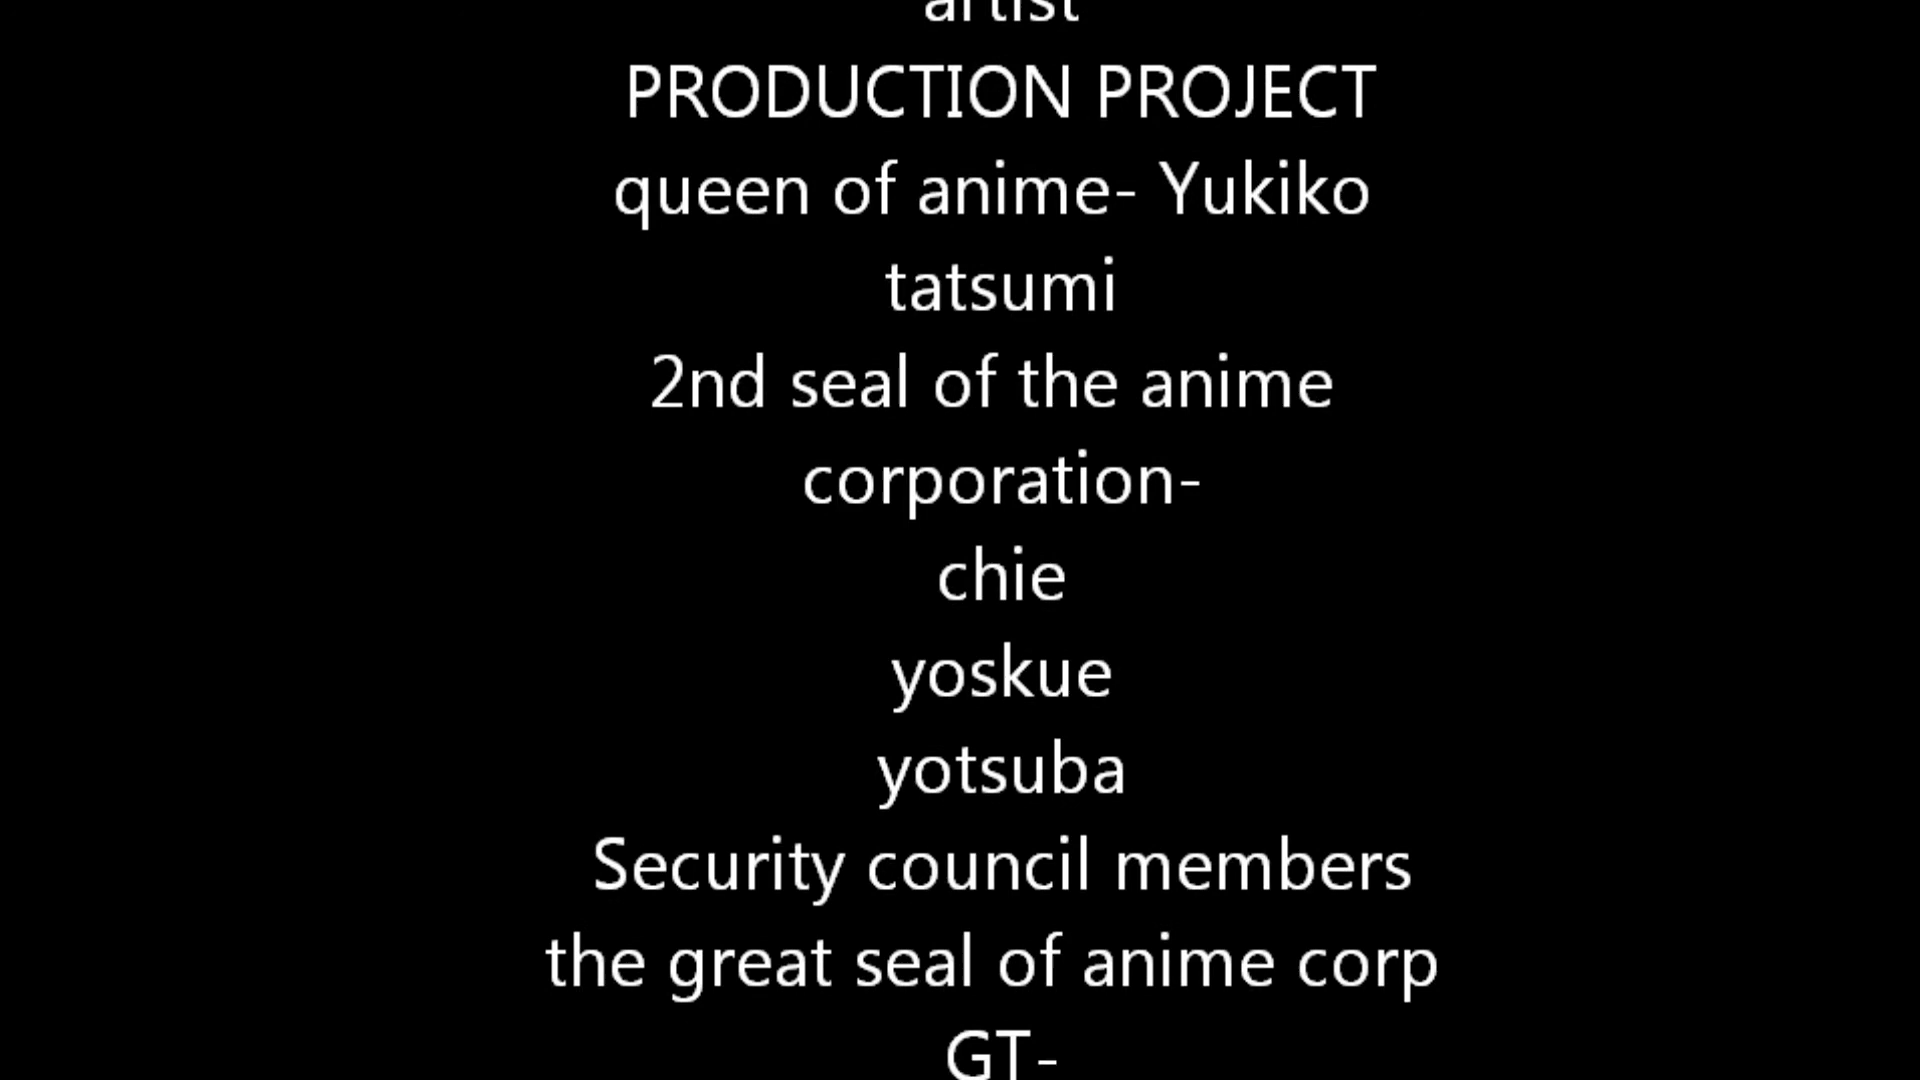 artist
PRODUCTION PROJECT
queen of anime- Yukiko
tatsumi
2nd seal of the anime
corporation-
chie
yoskue
yotsuba
Security council members
the great seal of anime corp
GT-